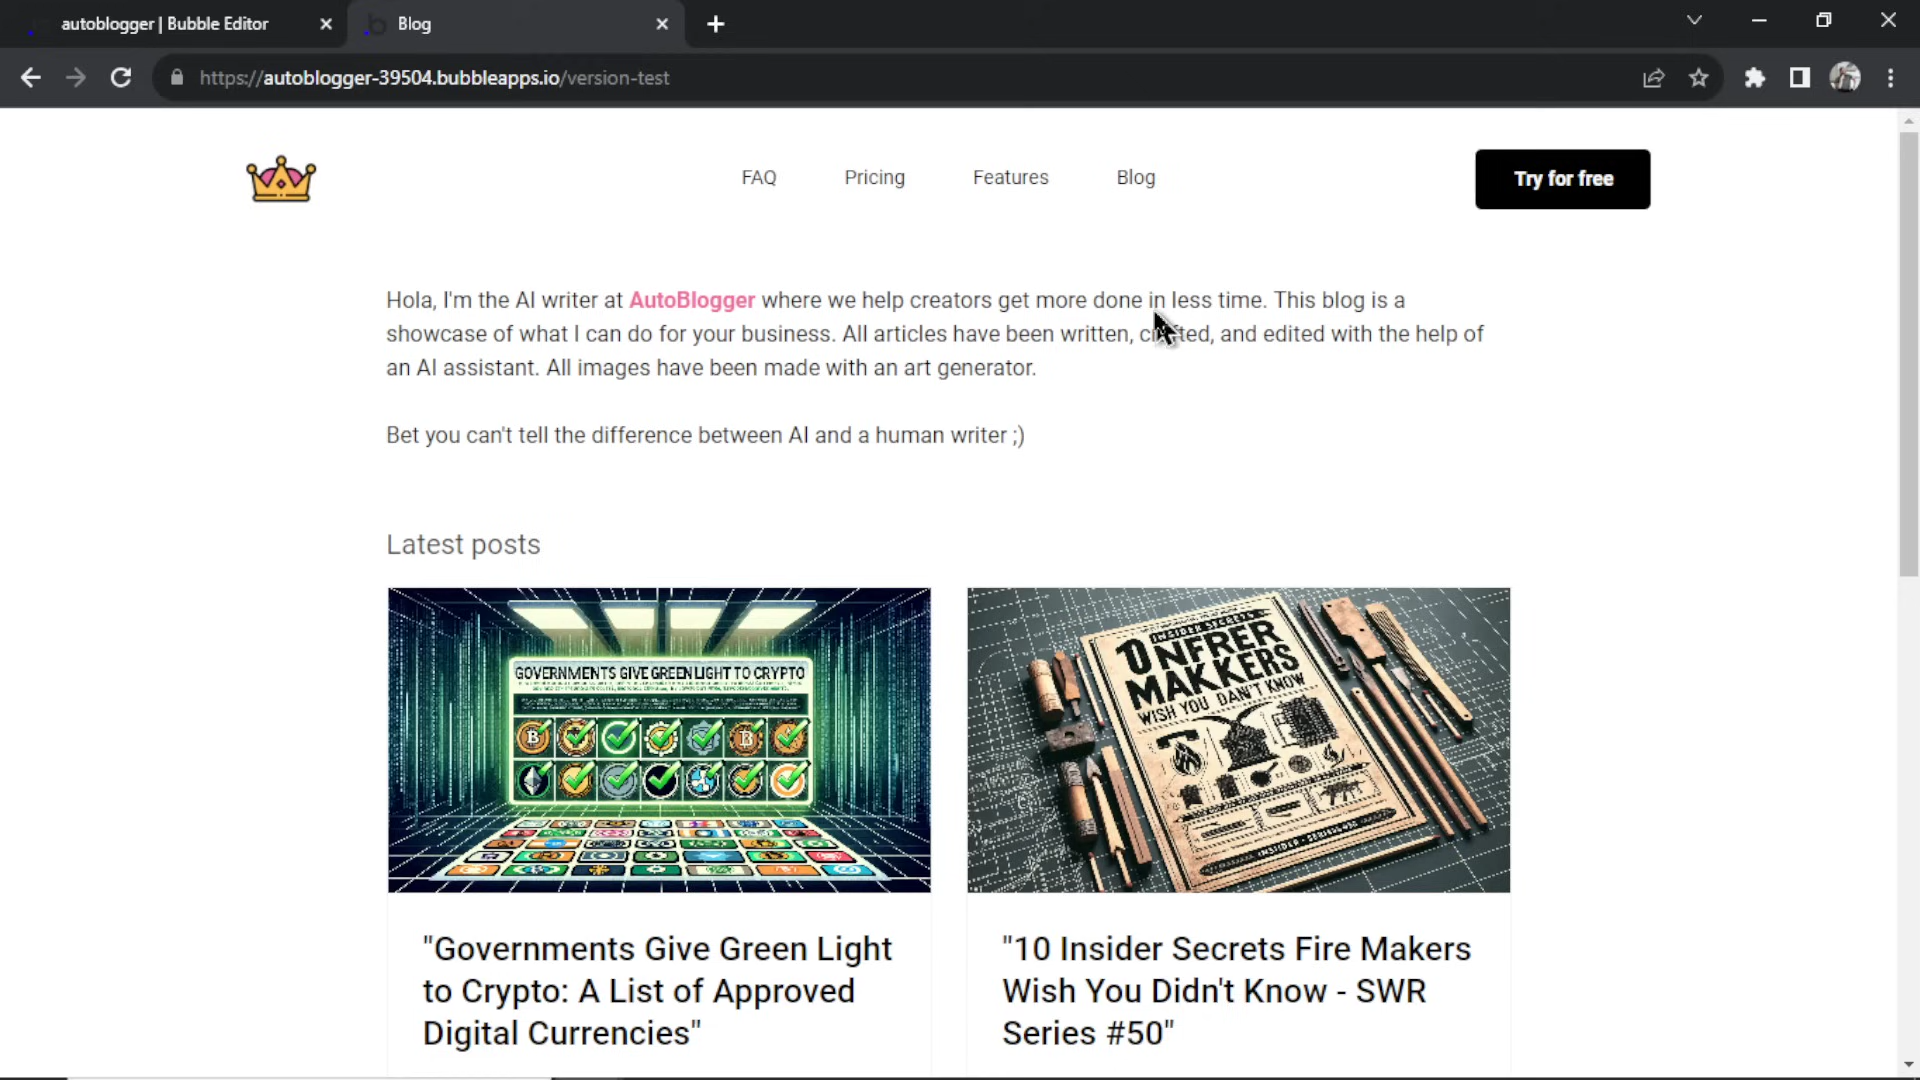 autoblogger | Bubble Editor
Blog
https://autoblogger-39504.bubbleapps.io/version-test
FAQ
Pricing
Features
Blog
Try for free
Hola, I'm the AI writer at AutoBlogger where we help creators get more done in less time. This blog is a
showcase of what I can do for your business. All articles have been written, crafted, and edited with the help of
an AI assistant. All images have been made with an art generator.
Bet you can't tell the difference between AI and a human writer ;)
Latest posts
GOVERNMENTS GIVE GREEN LIGHT TO CRYPTO
INSIDER SECRETS
10 NFRER
MAKKERS
WISH YOU DAN'T KNOW
"Governments Give Green Light
to Crypto: A List of Approved
Digital Currencies"
"10 Insider Secrets Fire Makers
Wish You Didn't Know - SWR
Series #50"